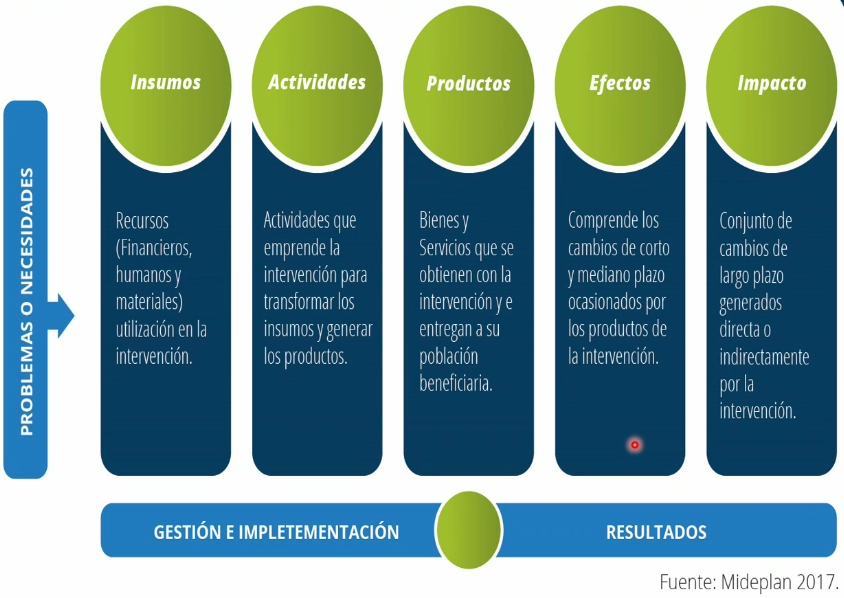 PROBLEMAS O NECESIDADES
Insumos
Recursos
(Financieros,
humanos y
materiales)
utilización en la
intervención.
Actividades
Actividades que
emprende la
intervención para
transformar los
insumos y generar
los productos.
Productos
Bienes y
Servicios que se
obtienen con la
intervención y e
entregan a su
población
beneficiaria.
Efectos
Comprende los
cambios de corto
y mediano plazo
ocasionados por
los productos de
la intervención.
Impacto
Conjunto de
cambios de
largo plazo
generados
directa o
indirectamente
por la
intervención.
GESTIÓN E IMPLETEMENTACIÓN
RESULTADOS
Fuente: Mideplan 2017.